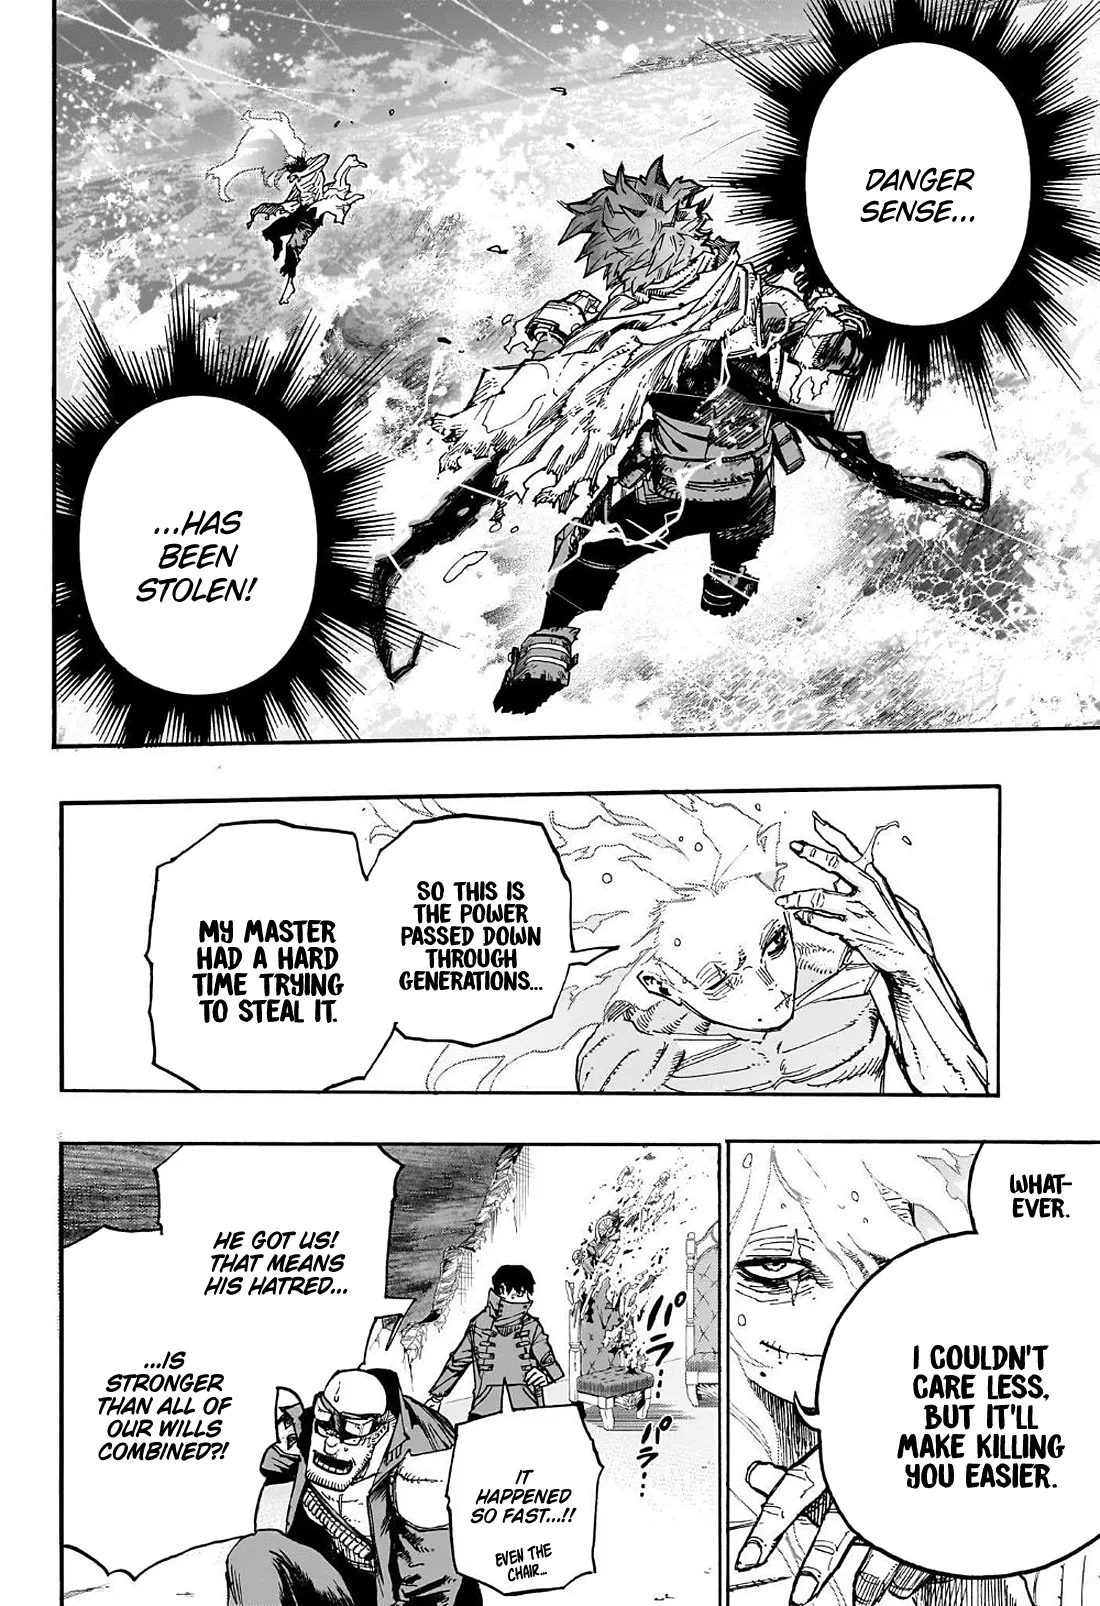 DANGER
SENSE...
...HAS
BEEN
STOLEN!
SO THIS IS
THE POWER
PASSED DOWN
THROUGH
GENERATIONS...
MY MASTER
HAD A HARD
TIME TRYING
TO STEAL IT.
WHAT-
EVER.
I COULDN'T
CARE LESS,
BUT IT'LL
MAKE KILLING
YOU EASIER.
パ
パ
パ
HE GOT US!
THAT MEANS
HIS HATRED...
...IS
STRONGER
THAN ALL OF
OUR WILLS
COMBINED?!
IT
HAPPENED
SO FAST...!!
EVEN THE
CHAIR...